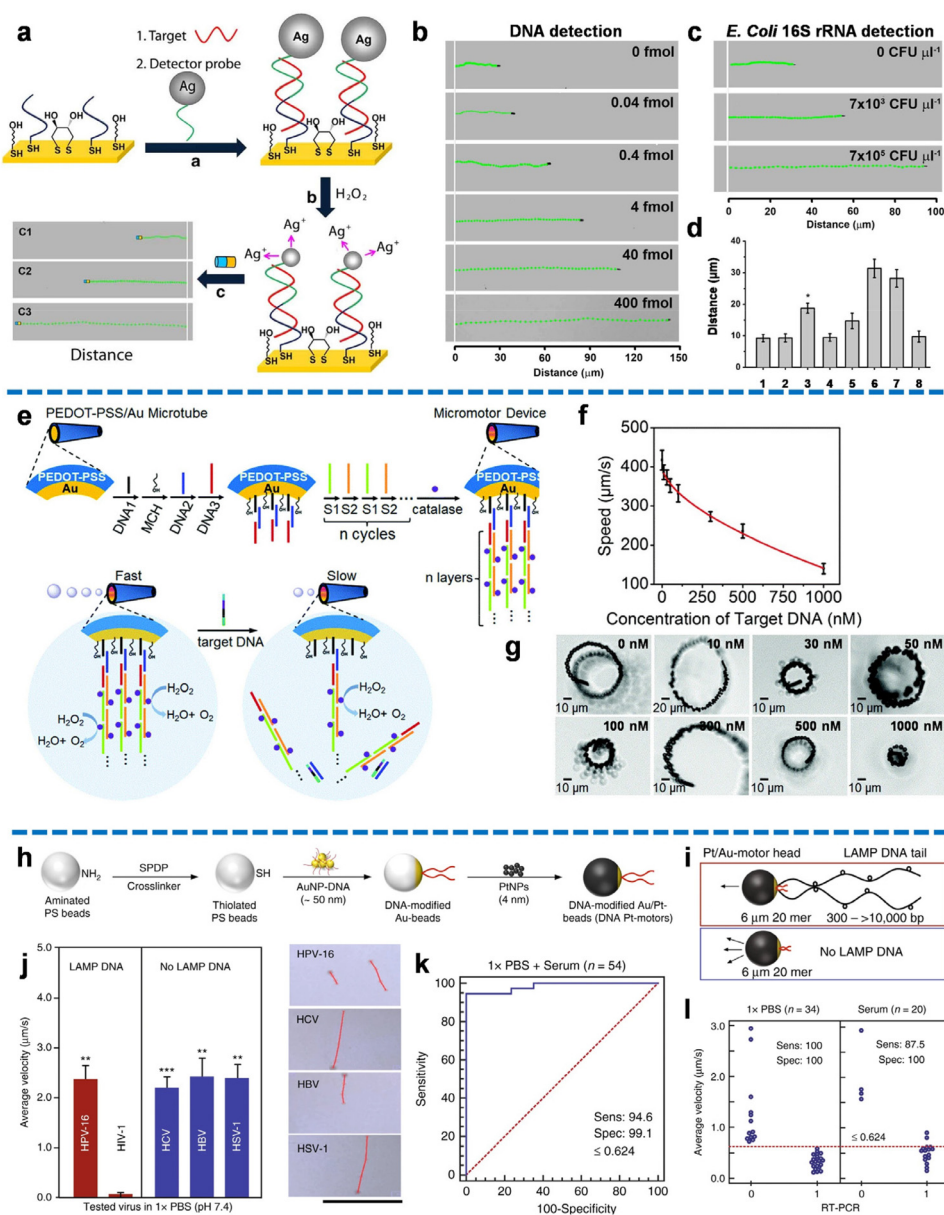 a
1. Target
2. Detector probe
Ag
Ag
Ag
OH
OH
SH
S S
SH
a
OH
OH
SH
S S
SH
b
H2O2
Ag+
Ag+
Ag+
Ag+
OH
OH
SH
S S
SH
c
C1
C2
C3
Distance
b
DNA detection
0 fmol
0.04 fmol
0.4 fmol
4 fmol
40 fmol
400 fmol
0 30 60 90 120 150
Distance (μm)
c
E. Coli 16S rRNA detection
0 CFU μl-1
7x10³ CFU μl-1
7x10⁵ CFU μl-1
0 20 40 60 80 100
Distance (μm)
d
Distance (μm)
40
30
20
10
0
*
1 2 3 4 5 6 7 8
e
PEDOT-PSS/Au Microtube
Micromotor Device
PEDOT-PSS
Au
DNA1
MCH
DNA2
DNA3
PEDOT-PSS
Au
S1 S2 S1 S2
n cycles
catalase
PEDOT-PSS
Au
n layers
Fast
Slow
target DNA
H2O2
H2O+ O2
H2O2
H2O+ O2
H2O2
H2O+ O2
f
Speed (μm/s)
500
400
300
200
100
0 250 500 750 1000
Concentration of Target DNA (nM)
g
0 nM
10 μm
10 nM
20 μm
30 nM
10 μm
50 nM
10 μm
100 nM
10 μm
300 nM
10 μm
500 nM
10 μm
1000 nM
10 μm
h
NH2
Aminated
PS beads
SPDP
Crosslinker
SH
Thiolated
PS beads
AuNP-DNA
(~ 50 nm)
DNA-modified
Au-beads
PtNPs
(4 nm)
DNA-modified Au/Pt-
beads (DNA Pt-motors)
i
Pt/Au-motor head
LAMP DNA tail
6 μm 20 mer
300 – >10,000 bp
No LAMP DNA
6 μm 20 mer
j
LAMP DNA
No LAMP DNA
Average velocity (μm/s)
5.0
4.0
3.0
2.0
1.0
0.0
**
***
**
**
HPV-16
HIV-1
HCV
HBV
HSV-1
Tested virus in 1× PBS (pH 7.4)
HPV-16
HCV
HBV
HSV-1
k
1× PBS + Serum (n = 54)
Sensitivity
100
80
60
40
20
0
Sens: 94.6
Spec: 99.1
≤ 0.624
0 20 40 60 80 100
100-Specificity
l
1× PBS (n = 34)
Serum (n = 20)
Average velocity (μm/s)
3.0
2.0
1.0
0.0
Sens: 100
Spec: 100
Sens: 87.5
Spec: 100
≤ 0.624
0 1 0 1
RT-PCR